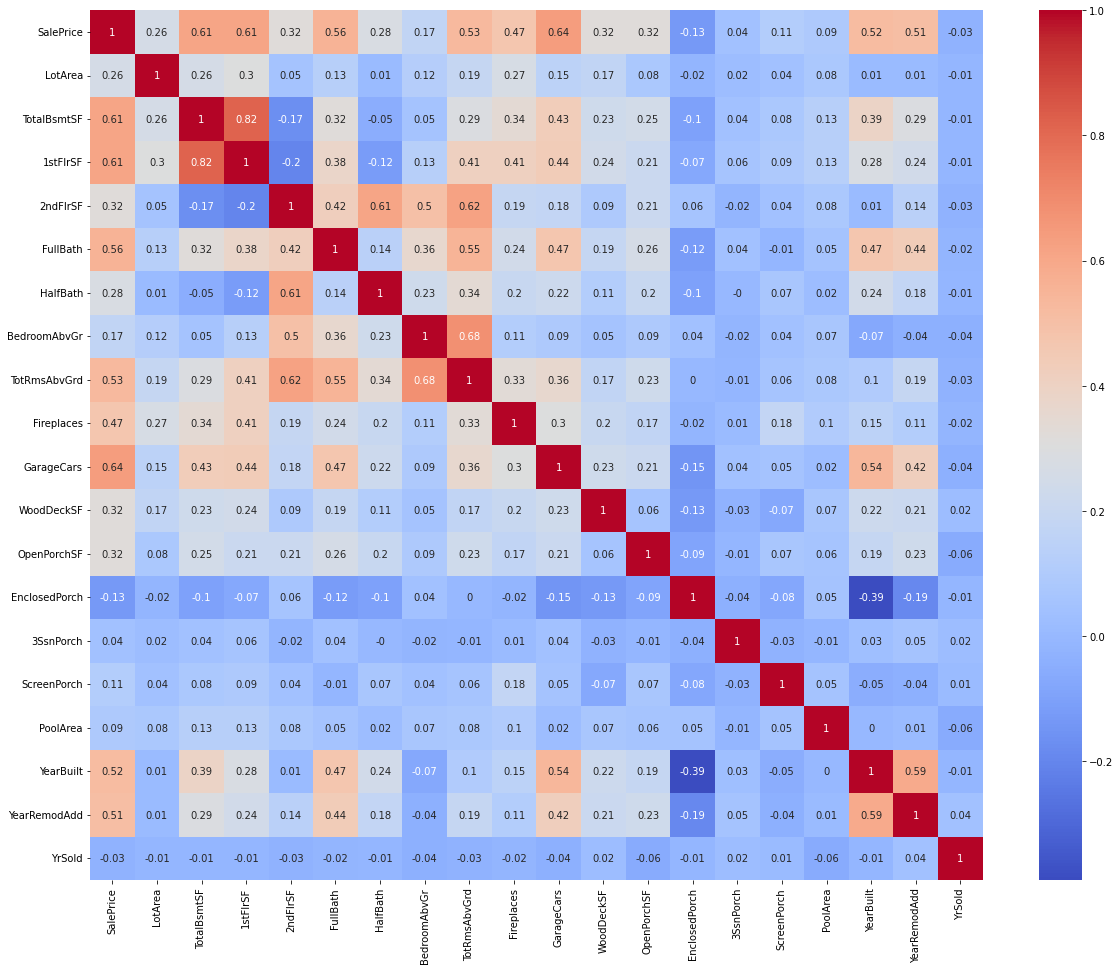 SalePrice 1 0.26 0.61 0.61 0.32 0.56 0.28 0.17 0.53 0.47 0.64 0.32 0.32 -0.13 0.04 0.11 0.09 0.52 0.51 -0.03
LotArea 0.26 1 0.26 0.3 0.05 0.13 0.01 0.12 0.19 0.27 0.15 0.17 0.08 -0.02 0.02 0.04 0.08 0.01 0.01 -0.01
TotalBsmtSF 0.61 0.26 1 0.82 -0.17 0.32 -0.05 0.05 0.29 0.34 0.43 0.23 0.25 -0.1 0.04 0.08 0.13 0.39 0.29 -0.01
1stFlrSF 0.61 0.3 0.82 1 -0.2 0.38 -0.12 0.13 0.41 0.41 0.44 0.24 0.21 -0.07 0.06 0.09 0.13 0.28 0.24 -0.01
2ndFlrSF 0.32 0.05 -0.17 -0.2 1 0.42 0.61 0.5 0.62 0.19 0.18 0.09 0.21 0.06 -0.02 0.04 0.08 0.01 0.14 -0.03
FullBath 0.56 0.13 0.32 0.38 0.42 1 0.14 0.36 0.55 0.24 0.47 0.19 0.26 -0.12 0.04 -0.01 0.05 0.47 0.44 -0.02
HalfBath 0.28 0.01 -0.05 -0.12 0.61 0.14 1 0.23 0.34 0.2 0.22 0.11 0.2 -0.1 -0 0.07 0.02 0.24 0.18 -0.01
BedroomAbvGr 0.17 0.12 0.05 0.13 0.5 0.36 0.23 1 0.68 0.11 0.09 0.05 0.09 0.04 -0.02 0.04 0.07 -0.07 -0.04 -0.04
TotRmsAbvGrd 0.53 0.19 0.29 0.41 0.62 0.55 0.34 0.68 1 0.33 0.36 0.17 0.23 0 -0.01 0.06 0.08 0.1 0.19 -0.03
Fireplaces 0.47 0.27 0.34 0.41 0.19 0.24 0.2 0.11 0.33 1 0.3 0.2 0.17 -0.02 0.01 0.18 0.1 0.15 0.11 -0.02
GarageCars 0.64 0.15 0.43 0.44 0.18 0.47 0.22 0.09 0.36 0.3 1 0.23 0.21 -0.15 0.04 0.05 0.02 0.54 0.42 -0.04
WoodDeckSF 0.32 0.17 0.23 0.24 0.09 0.19 0.11 0.05 0.17 0.2 0.23 1 0.06 -0.13 -0.03 -0.07 0.07 0.22 0.21 0.02
OpenPorchSF 0.32 0.08 0.25 0.21 0.21 0.26 0.2 0.09 0.23 0.17 0.21 0.06 1 -0.09 -0.01 0.07 0.06 0.19 0.23 -0.06
EnclosedPorch -0.13 -0.02 -0.1 -0.07 0.06 -0.12 -0.1 0.04 0 -0.02 -0.15 -0.13 -0.09 1 -0.04 -0.08 0.05 -0.39 -0.19 -0.01
3SsnPorch 0.04 0.02 0.04 0.06 -0.02 0.04 -0 -0.02 -0.01 0.01 0.04 -0.03 -0.01 -0.04 1 -0.03 -0.01 0.03 0.05 0.02
ScreenPorch 0.11 0.04 0.08 0.09 0.04 -0.01 0.07 0.04 0.06 0.18 0.05 -0.07 0.07 -0.08 -0.03 1 0.05 -0.05 -0.04 0.01
PoolArea 0.09 0.08 0.13 0.13 0.08 0.05 0.02 0.07 0.08 0.1 0.02 0.07 0.06 0.05 -0.01 0.05 1 0 0.01 -0.06
YearBuilt 0.52 0.01 0.39 0.28 0.01 0.47 0.24 -0.07 0.1 0.15 0.54 0.22 0.19 -0.39 0.03 -0.05 0 1 0.59 -0.01
YearRemodAdd 0.51 0.01 0.29 0.24 0.14 0.44 0.18 -0.04 0.19 0.11 0.42 0.21 0.23 -0.19 0.05 -0.04 0.01 0.59 1 0.04
YrSold -0.03 -0.01 -0.01 -0.01 -0.03 -0.02 -0.01 -0.04 -0.03 -0.02 -0.04 0.02 -0.06 -0.01 0.02 0.01 -0.06 -0.01 0.04 1
SalePrice LotArea TotalBsmtSF 1stFlrSF 2ndFlrSF FullBath HalfBath BedroomAbvGr TotRmsAbvGrd Fireplaces GarageCars WoodDeckSF OpenPorchSF EnclosedPorch 3SsnPorch ScreenPorch PoolArea YearBuilt YearRemodAdd YrSold
1.0
0.8
0.6
0.4
0.2
0.0
−0.2